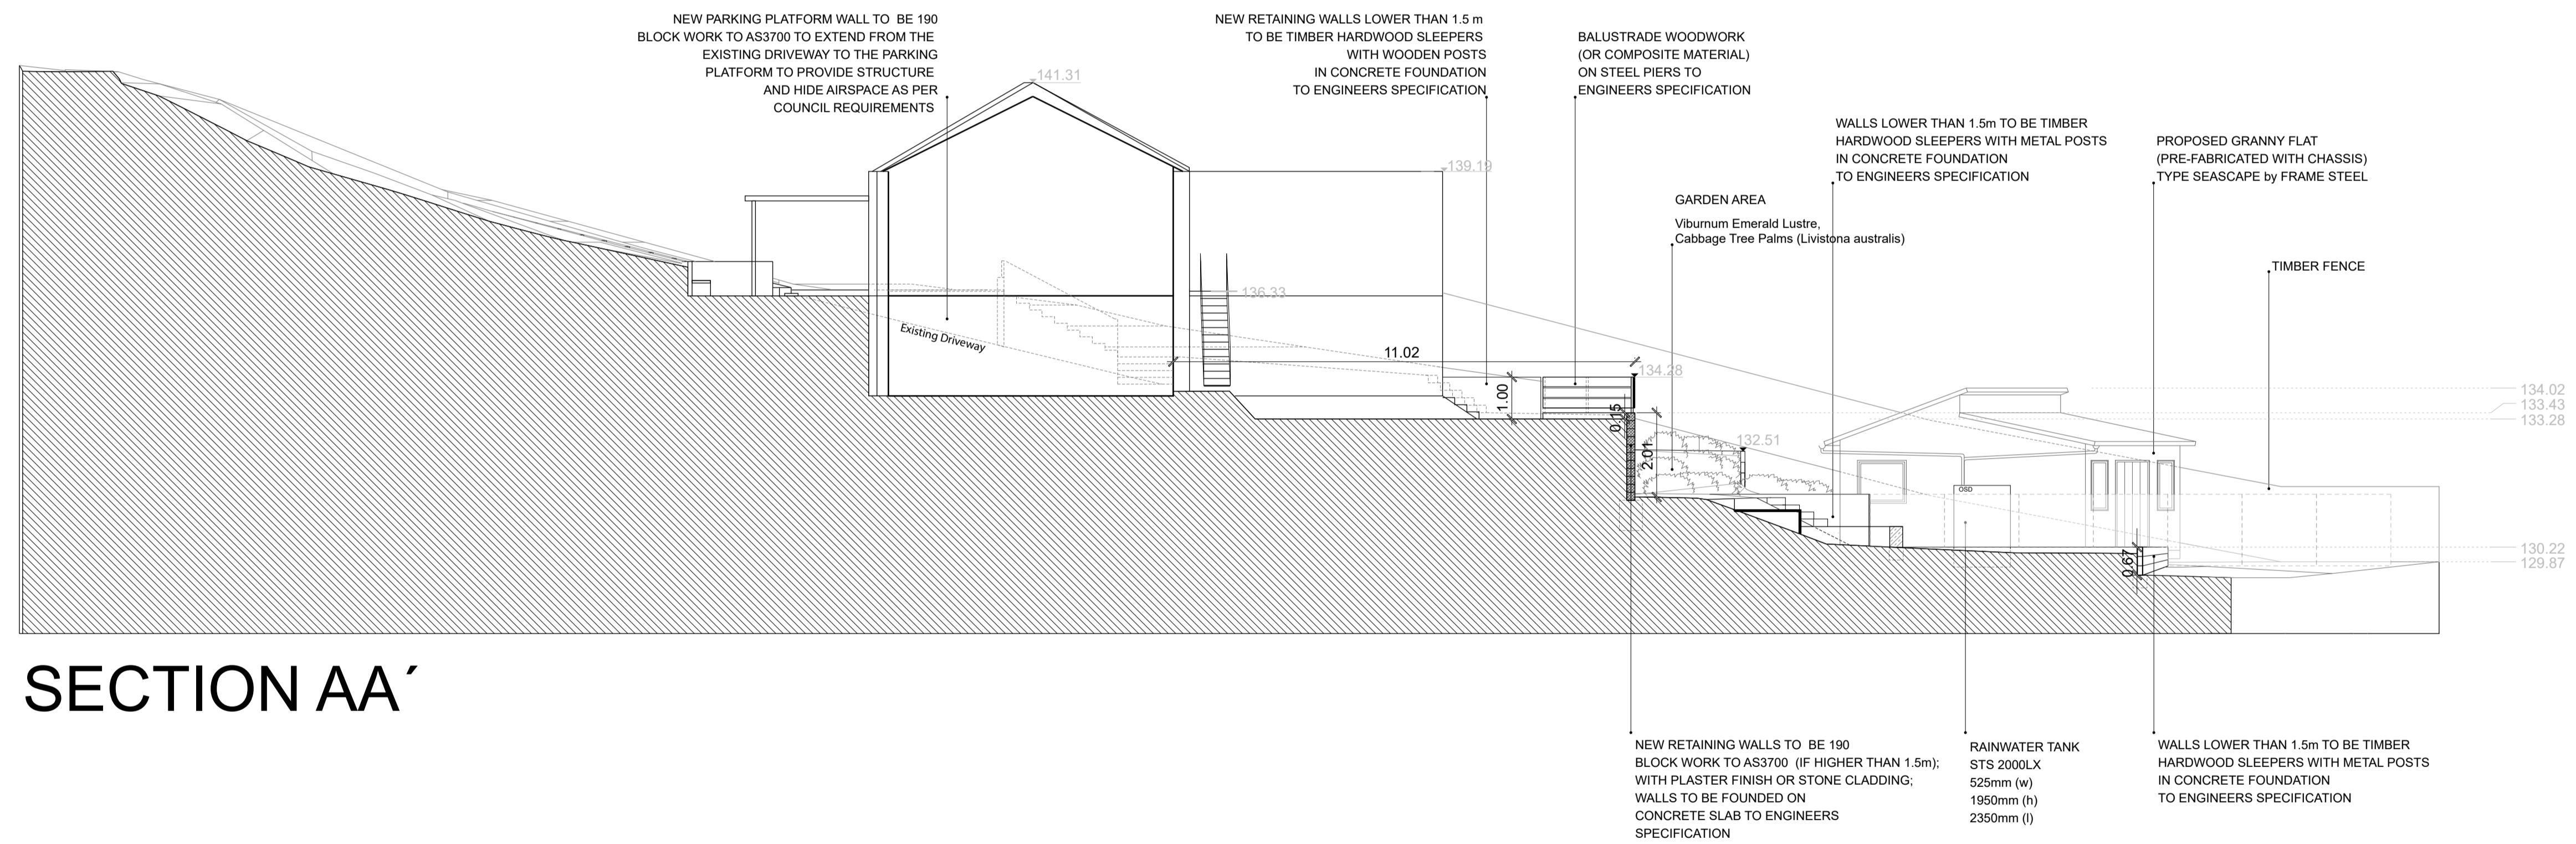 NEW PARKING PLATFORM WALL TO BE 190
BLOCK WORK TO AS3700 TO EXTEND FROM THE
EXISTING DRIVEWAY TO THE PARKING
PLATFORM TO PROVIDE STRUCTURE
AND HIDE AIRSPACE AS PER
COUNCIL REQUIREMENTS
NEW RETAINING WALLS LOWER THAN 1.5 m
TO BE TIMBER HARDWOOD SLEEPERS
WITH WOODEN POSTS
IN CONCRETE FOUNDATION
TO ENGINEERS SPECIFICATION
BALUSTRADE WOODWORK
(OR COMPOSITE MATERIAL)
ON STEEL PIERS TO
ENGINEERS SPECIFICATION
WALLS LOWER THAN 1.5m TO BE TIMBER
HARDWOOD SLEEPERS WITH METAL POSTS
IN CONCRETE FOUNDATION
TO ENGINEERS SPECIFICATION
PROPOSED GRANNY FLAT
(PRE-FABRICATED WITH CHASSIS)
TYPE SEASCAPE by FRAME STEEL
GARDEN AREA
Viburnum Emerald Lustre,
Cabbage Tree Palms (Livistona australis)
TIMBER FENCE
141.31
139.19
136.33
Existing Driveway
11.02
134.28
1.00
0.15
2.01
132.51
OSD
0.67
134.02
133.43
133.28
130.22
129.87
SECTION AA´
NEW RETAINING WALLS TO BE 190
BLOCK WORK TO AS3700 (IF HIGHER THAN 1.5m);
WITH PLASTER FINISH OR STONE CLADDING;
WALLS TO BE FOUNDED ON
CONCRETE SLAB TO ENGINEERS
SPECIFICATION
RAINWATER TANK
STS 2000LX
525mm (w)
1950mm (h)
2350mm (l)
WALLS LOWER THAN 1.5m TO BE TIMBER
HARDWOOD SLEEPERS WITH METAL POSTS
IN CONCRETE FOUNDATION
TO ENGINEERS SPECIFICATION